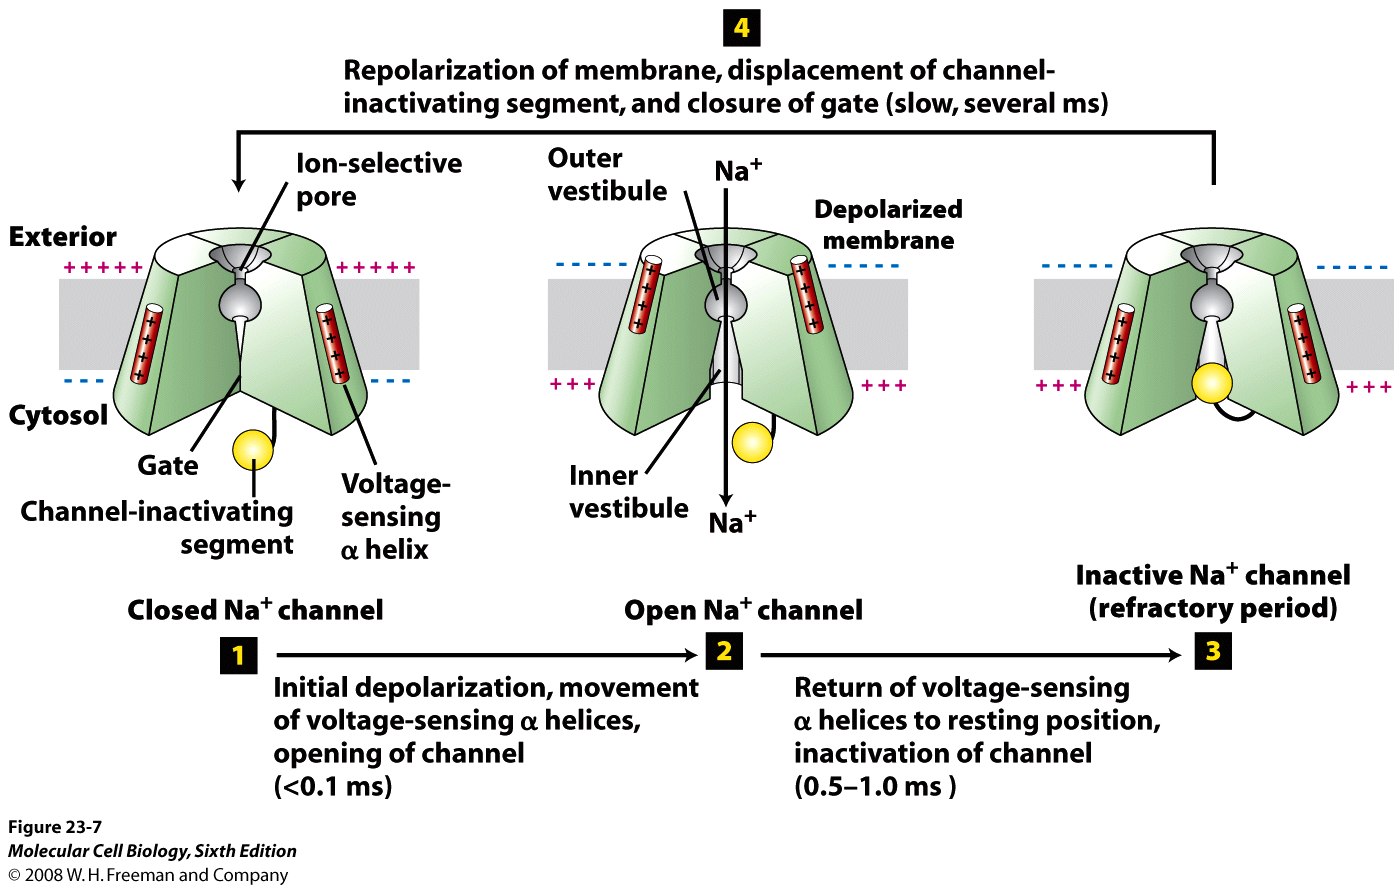 4
Repolarization of membrane, displacement of channel-
inactivating segment, and closure of gate (slow, several ms)
Ion-selective
pore
Exterior
+++++
+++++
- - -
- - -
Cytosol
Gate
Channel-inactivating
segment
Voltage-
sensing
α helix
++++
++++
Outer
vestibule
Na⁺
Depolarized
membrane
- - - - - -
- - - - - -
++++
++++
+++
+++
Inner
vestibule
Na⁺
- - - - - -
- - - - - -
++++
++++
+++
+++
Closed Na⁺ channel
Open Na⁺ channel
Inactive Na⁺ channel
(refractory period)
1
2
3
Initial depolarization, movement
of voltage-sensing α helices,
opening of channel
(<0.1 ms)
Return of voltage-sensing
α helices to resting position,
inactivation of channel
(0.5–1.0 ms )
Figure 23-7
Molecular Cell Biology, Sixth Edition
© 2008 W. H. Freeman and Company